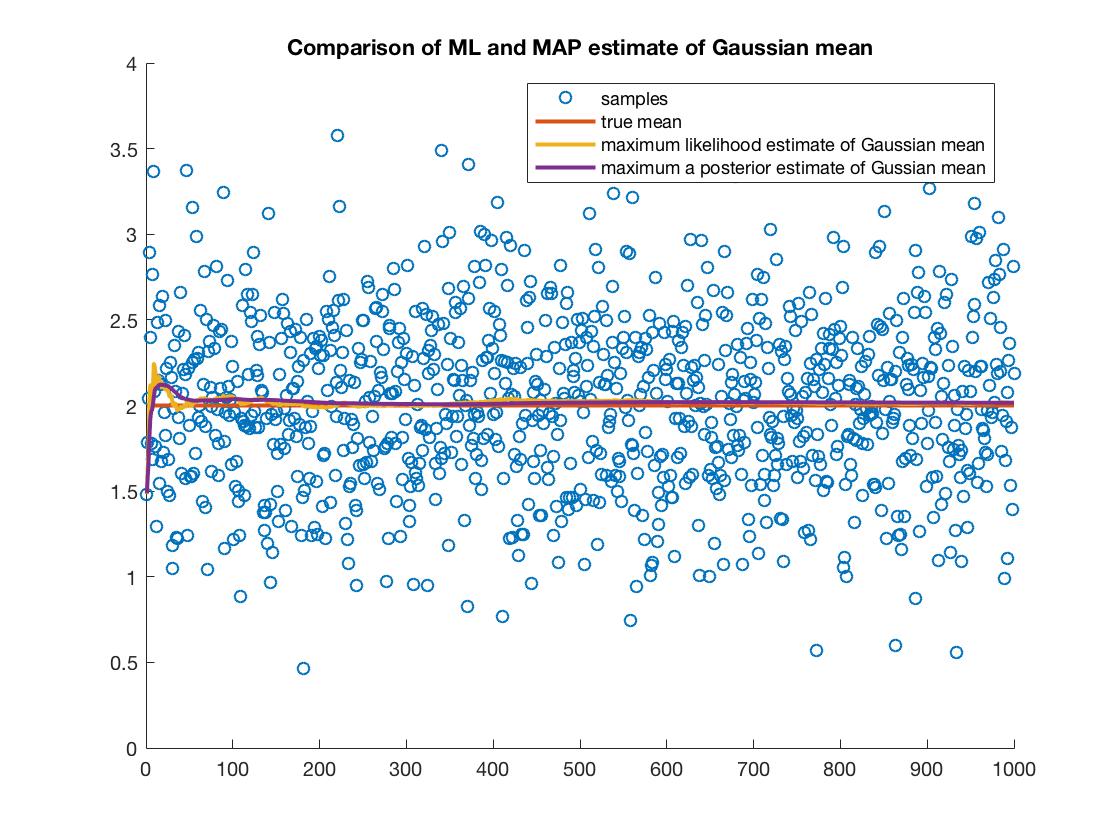 Comparison of ML and MAP estimate of Gaussian mean
4
samples
true mean
maximum likelihood estimate of Gaussian mean
maximum a posterior estimate of Gussian mean
3.5
3
2.5
2
1.5
1
0.5
0
0 100 200 300 400 500 600 700 800 900 1000